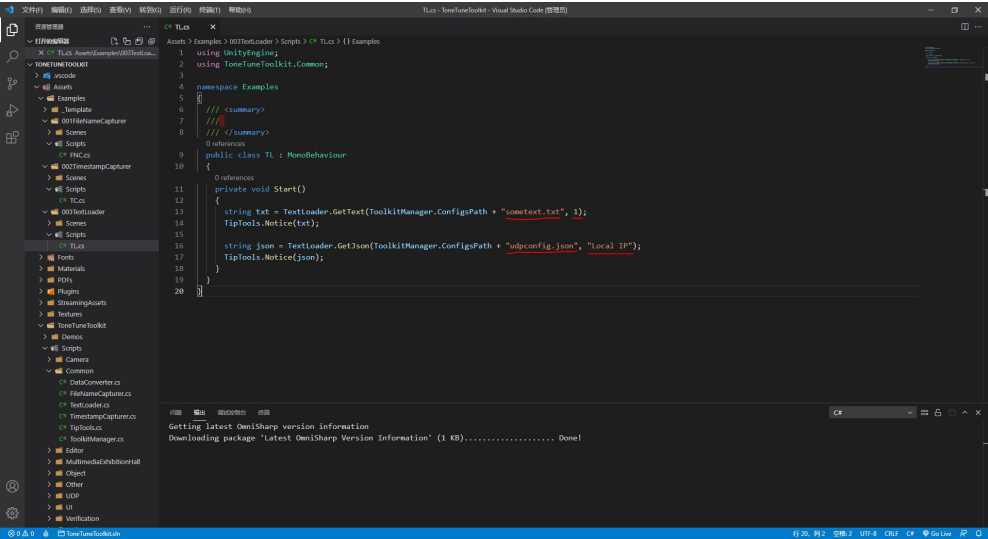 文件(F) 编辑(E) 选择(S) 查看(V) 转到(G) 运行(R) 终端(T) 帮助(H)
TL.cs - ToneTuneToolkit - Visual Studio Code [管理员]
资源管理器
打开的编辑器
TL.cs Assets\Examples\003TextLoa...
TONETUNETOOLKIT
.vscode
Assets
Examples
_Template
001FileNameCapturer
Scenes
Scripts
FNC.cs
002TimestampCapturer
Scenes
Scripts
TC.cs
003TextLoader
Scenes
Scripts
TL.cs
Fonts
Materials
PDFs
Plugins
StreamingAssets
Textures
ToneTuneToolkit
Demos
Scripts
Camera
Common
DataConverter.cs
FileNameCapturer.cs
TextLoader.cs
TimestampCapturer.cs
TipTools.cs
ToolkitManager.cs
Editor
MultimediaExhibitionHall
Object
Other
UDP
UI
Verification
C# TL.cs
Assets > Examples > 003TextLoader > Scripts > C# TL.cs > {} Examples
1 using UnityEngine;
2 using ToneTuneToolkit.Common;
3
4 namespace Examples
5 {
6 /// <summary>
7 ///
8 /// </summary>
0 references
9 public class TL : MonoBehaviour
10 {
0 references
11 private void Start()
12 {
13 string txt = TextLoader.GetText(ToolkitManager.ConfigsPath + "sometext.txt", 1);
14 TipTools.Notice(txt);
15
16 string json = TextLoader.GetJson(ToolkitManager.ConfigsPath + "udpconfig.json", "Local IP");
17 TipTools.Notice(json);
18 }
19 }
20 }
问题 输出 调试控制台 终端
C#
Getting latest OmniSharp version information
Downloading package 'Latest OmniSharp Version Information' (1 KB).................... Done!
0 0 ToneTuneToolkit.sln
行 20, 列 2 空格: 2 UTF-8 CRLF C# Go Live